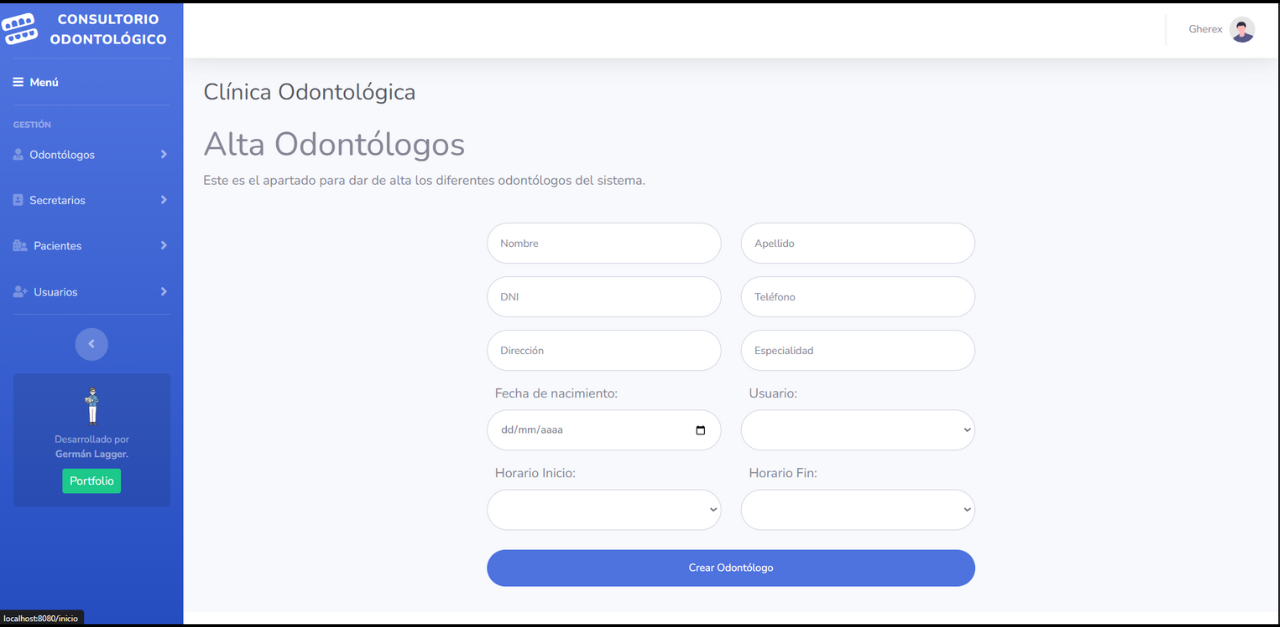 CONSULTORIO
ODONTOLÓGICO
Gherex
Menú
GESTIÓN
Odontólogos
Secretarios
Pacientes
Usuarios
Desarrollado por
Germán Lagger.
Portfolio
Clínica Odontológica
Alta Odontólogos
Este es el apartado para dar de alta los diferentes odontólogos del sistema.
Nombre
Apellido
DNI
Teléfono
Dirección
Especialidad
Fecha de nacimiento:
Usuario:
dd/mm/aaaa
Horario Inicio:
Horario Fin:
Crear Odontólogo
localhost:8080/inicio